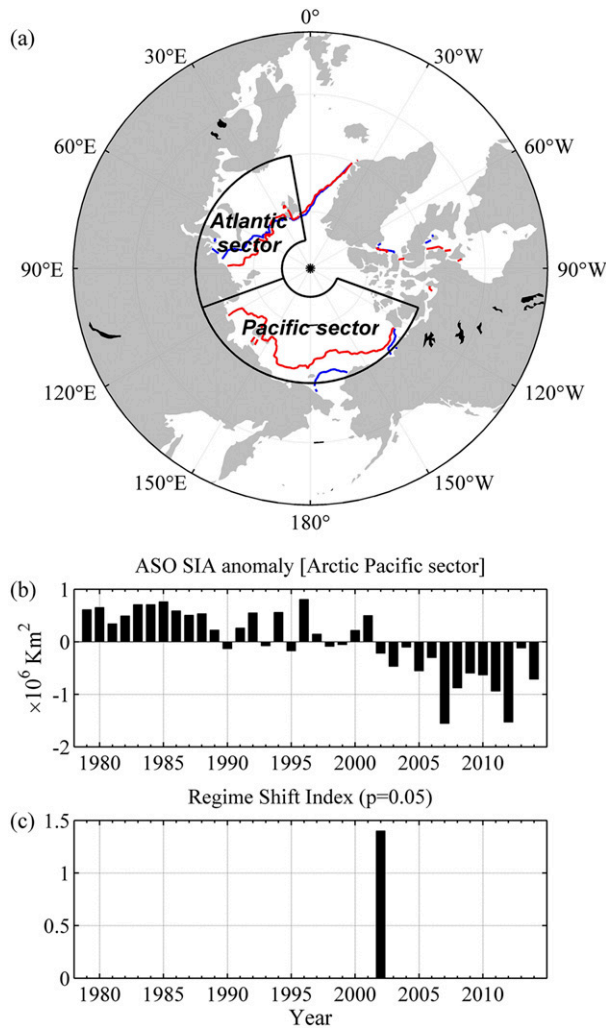 (a)
0°
30°E
30°W
60°E
60°W
Atlantic
sector
90°E
90°W
Pacific sector
120°E
120°W
150°E
150°W
180°
ASO SIA anomaly [Arctic Pacific sector]
(b)
1
0
-1
-2
×10⁶ Km²
1980 1985 1990 1995 2000 2005 2010
Regime Shift Index (p=0.05)
(c)
1.5
1
0.5
0
1980 1985 1990 1995 2000 2005 2010
Year